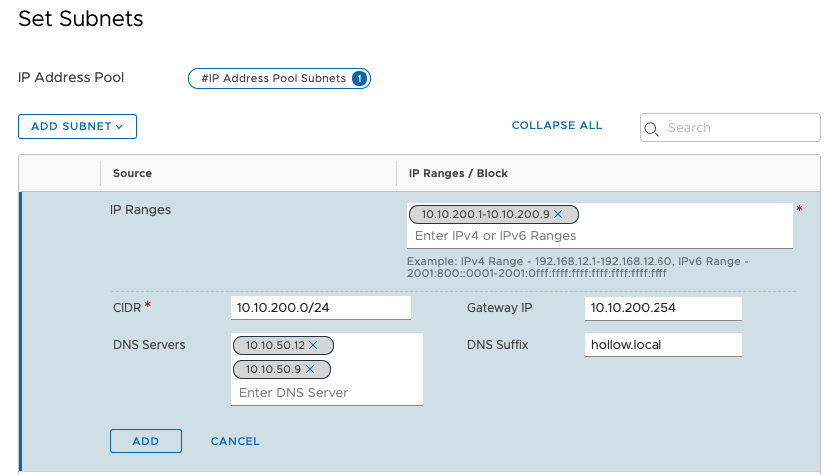 Set Subnets
IP Address Pool
#IP Address Pool Subnets 1
ADD SUBNET
COLLAPSE ALL
Search
Source
IP Ranges / Block
IP Ranges
10.10.200.1-10.10.200.9 ×
*
Enter IPv4 or IPv6 Ranges
Example: IPv4 Range - 192.168.12.1-192.168.12.60, IPv6 Range -
2001:800::0001-2001:0fff:ffff:ffff:ffff:ffff:ffff:ffff
CIDR *
10.10.200.0/24
Gateway IP
10.10.200.254
DNS Servers
10.10.50.12 ×
10.10.50.9 ×
Enter DNS Server
DNS Suffix
hollow.local
ADD
CANCEL